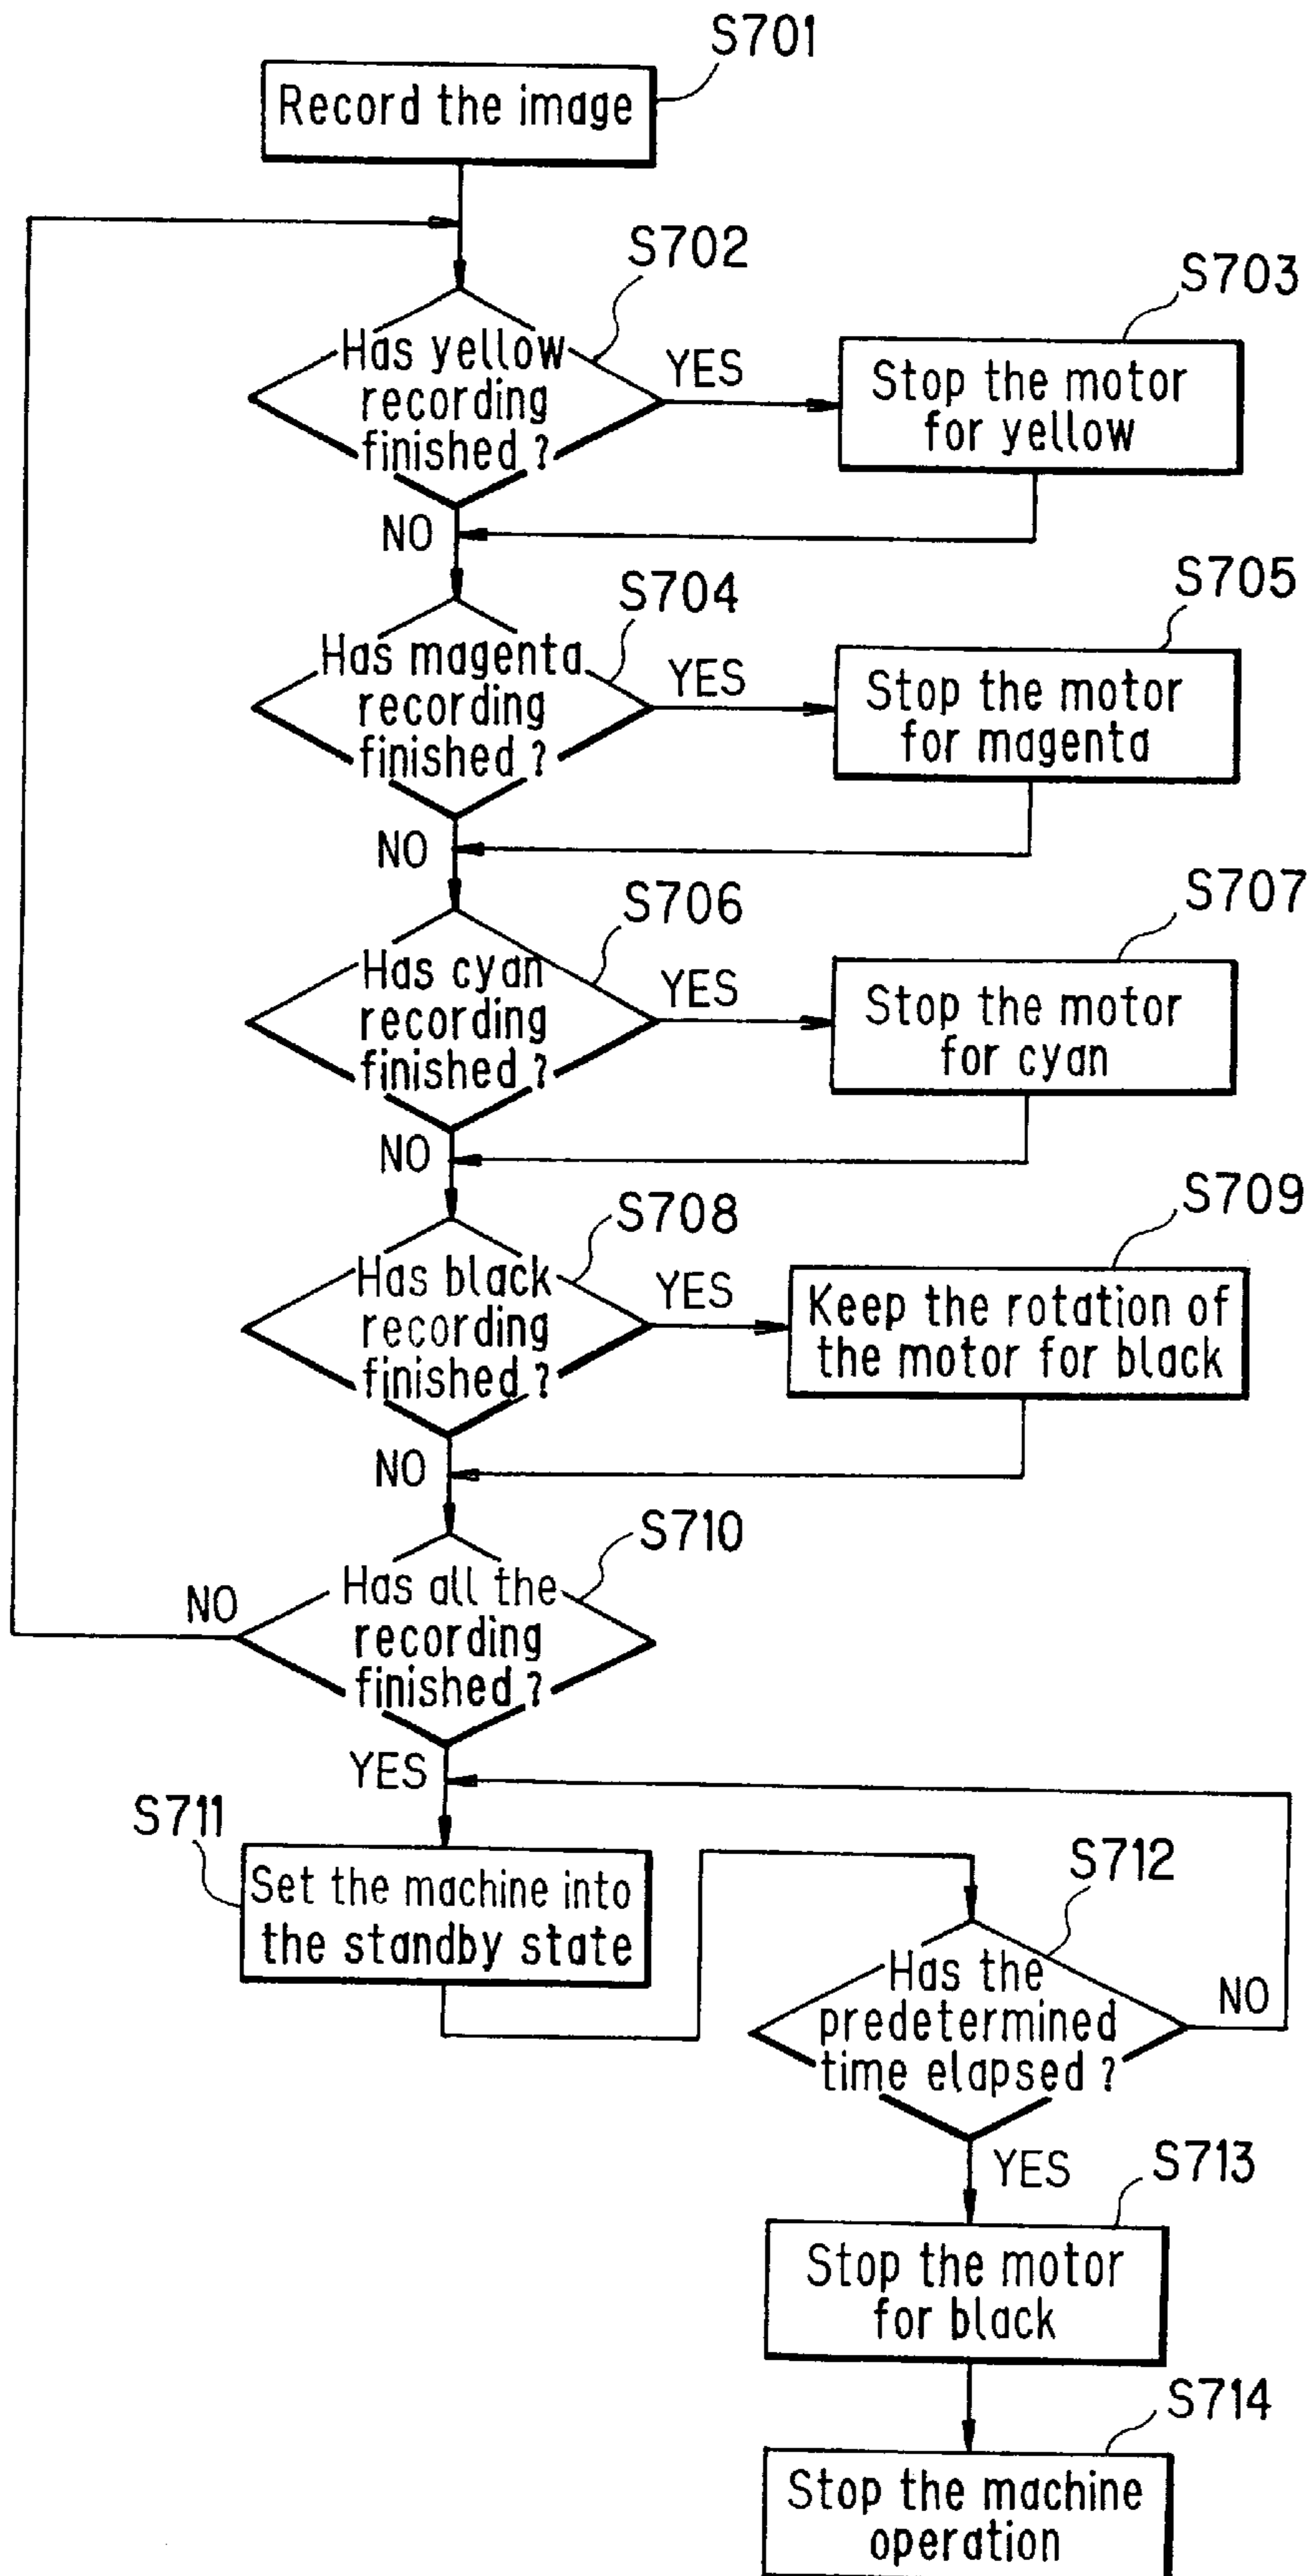 S701
Record the image
S702
S703
Has yellow
recording
finished ?
YES
Stop the motor
for yellow
NO
S704
S705
Has magenta
recording
finished ?
YES
Stop the motor
for magenta
NO
S706
S707
Has cyan
recording
finished ?
YES
Stop the motor
for cyan
NO
S708
S709
Has black
recording
finished ?
YES
Keep the rotation of
the motor for black
NO
S710
Has all the
recording
finished ?
NO
YES
S711
Set the machine into
the standby state
S712
Has the
predetermined
time elapsed ?
NO
YES
S713
Stop the motor
for black
S714
Stop the machine
operation